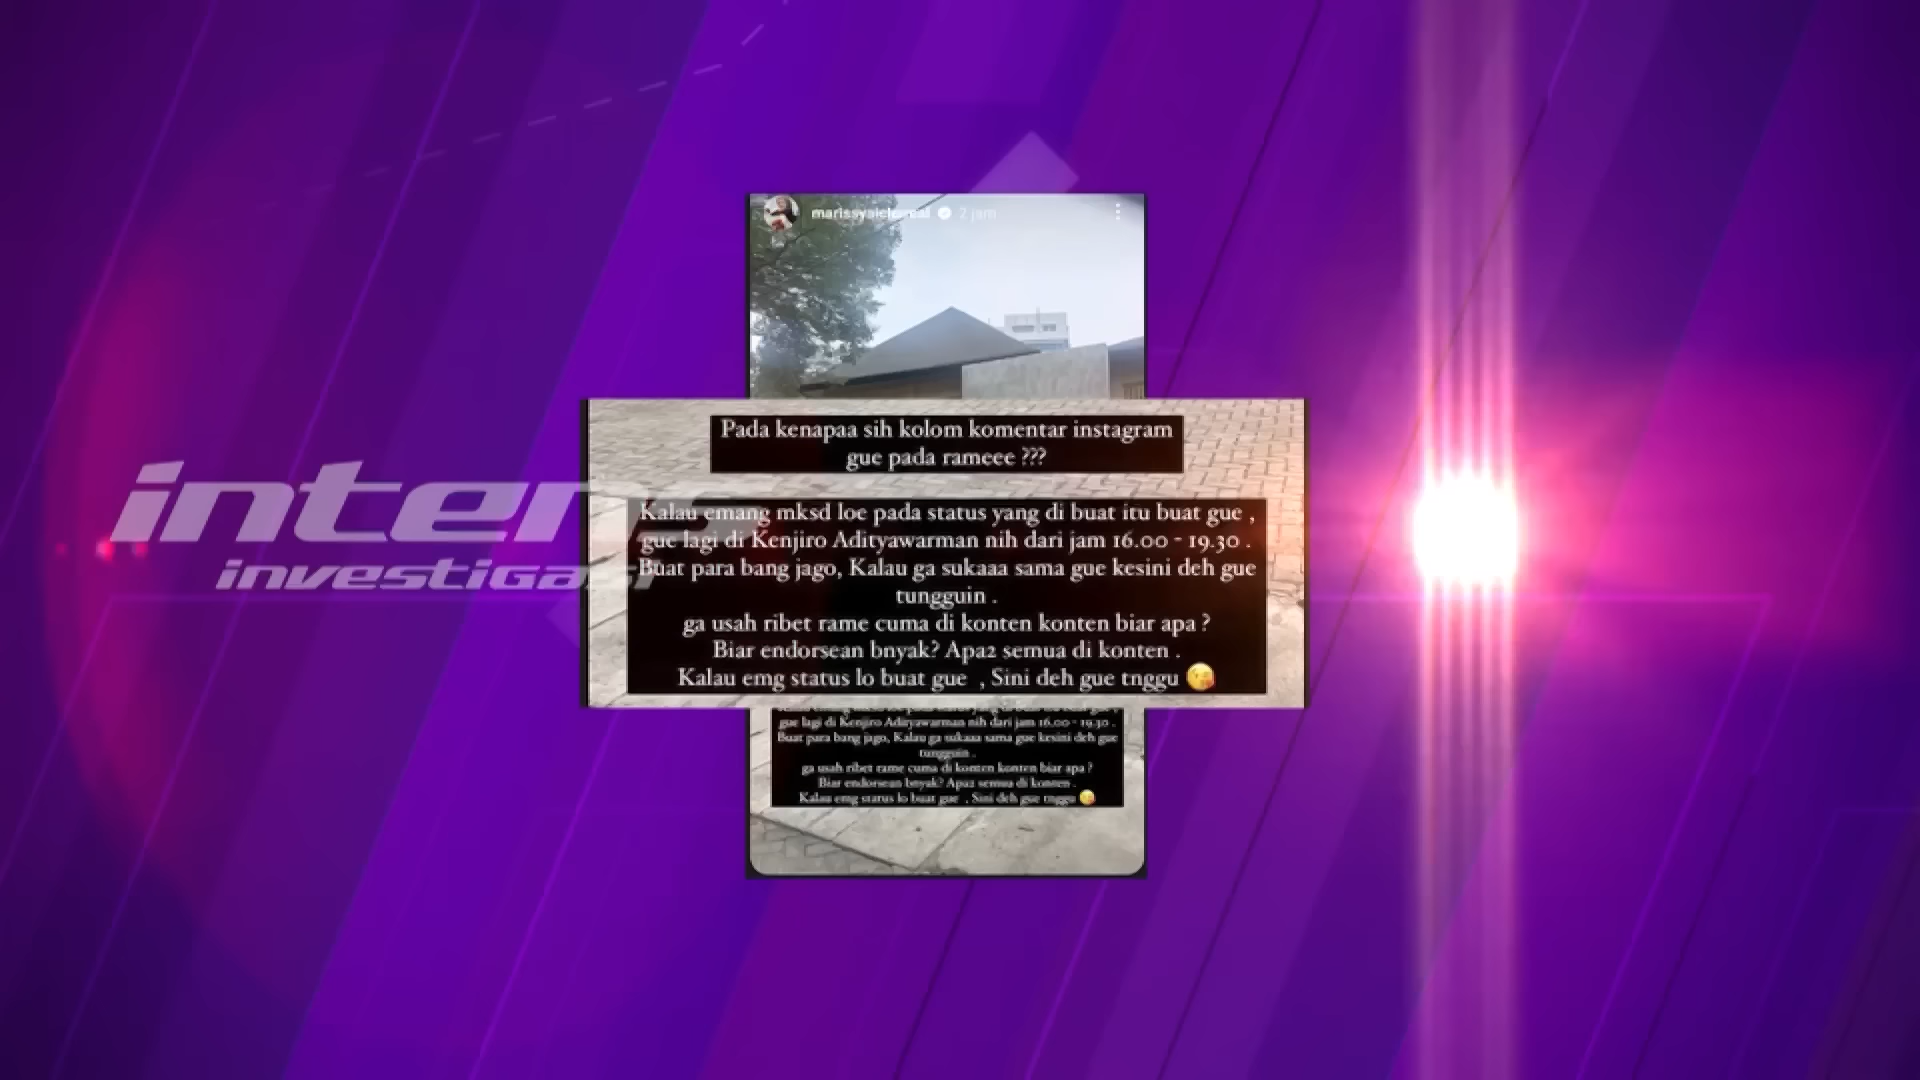 marissyaicha 2 jam
Pada kenapaa sih kolom komentar instagram
gue pada rameee ???
intens
investigasi
Kalau emang mksd loe pada status yang di buat itu buat gue ,
gue lagi di Kenjiro Adityawarman nih dari jam 16.00 - 19.30 .
Buat para bang jago, Kalau ga sukaaa sama gue kesini deh gue
tungguin .
ga usah ribet rame cuma di konten konten biar apa ?
Biar endorsean bnyak? Apa2 semua di konten .
Kalau emg status lo buat gue , Sini deh gue tnggu 😘
gue lagi di Kenjiro Adityawarman nih dari jam 16.00 - 19.30 .
Buat para bang jago, Kalau ga sukaaa sama gue kesini deh gue
tungguin .
ga usah ribet rame cuma di konten konten biar apa ?
Biar endorsean bnyak? Apa2 semua di konten .
Kalau emg status lo buat gue , Sini deh gue tnggu 😘